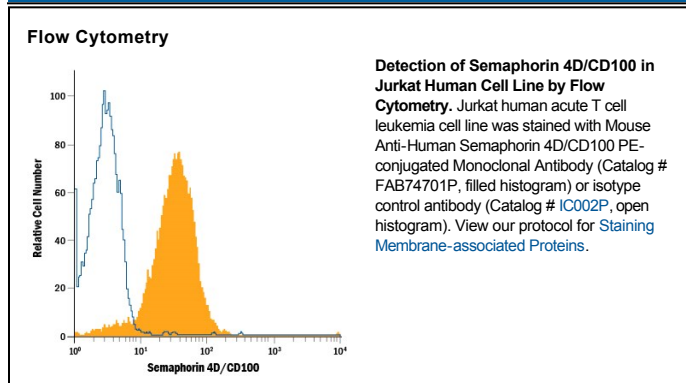 Flow Cytometry
Detection of Semaphorin 4D/CD100 in
Jurkat Human Cell Line by Flow
Cytometry. Jurkat human acute T cell
leukemia cell line was stained with Mouse
Anti-Human Semaphorin 4D/CD100 PE-
conjugated Monoclonal Antibody (Catalog #
FAB74701P, filled histogram) or isotype
control antibody (Catalog # IC002P, open
histogram). View our protocol for Staining
Membrane-associated Proteins.
Relative Cell Number
100
80
60
40
20
0
10⁰ 10¹ 10² 10³ 10⁴
Semaphorin 4D/CD100